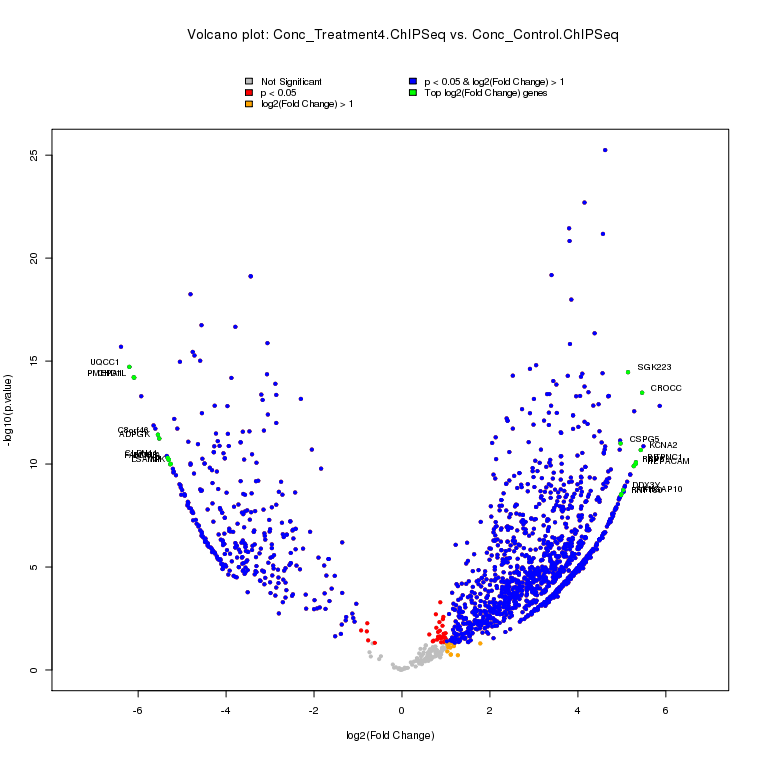 Volcano plot: Conc_Treatment4.ChIPSeq vs. Conc_Control.ChIPSeq
Not Significant
p < 0.05
log2(Fold Change) > 1
p < 0.05 & log2(Fold Change) > 1
Top log2(Fold Change) genes
-log10(p.value)
25
20
15
10
5
0
UQCC1
C8orf46
ADPGK
SGK223
CROCC
CSPG5
KCNA2
HEPACAM
DDX3Y
-6
-4
-2
0
2
4
6
log2(Fold Change)